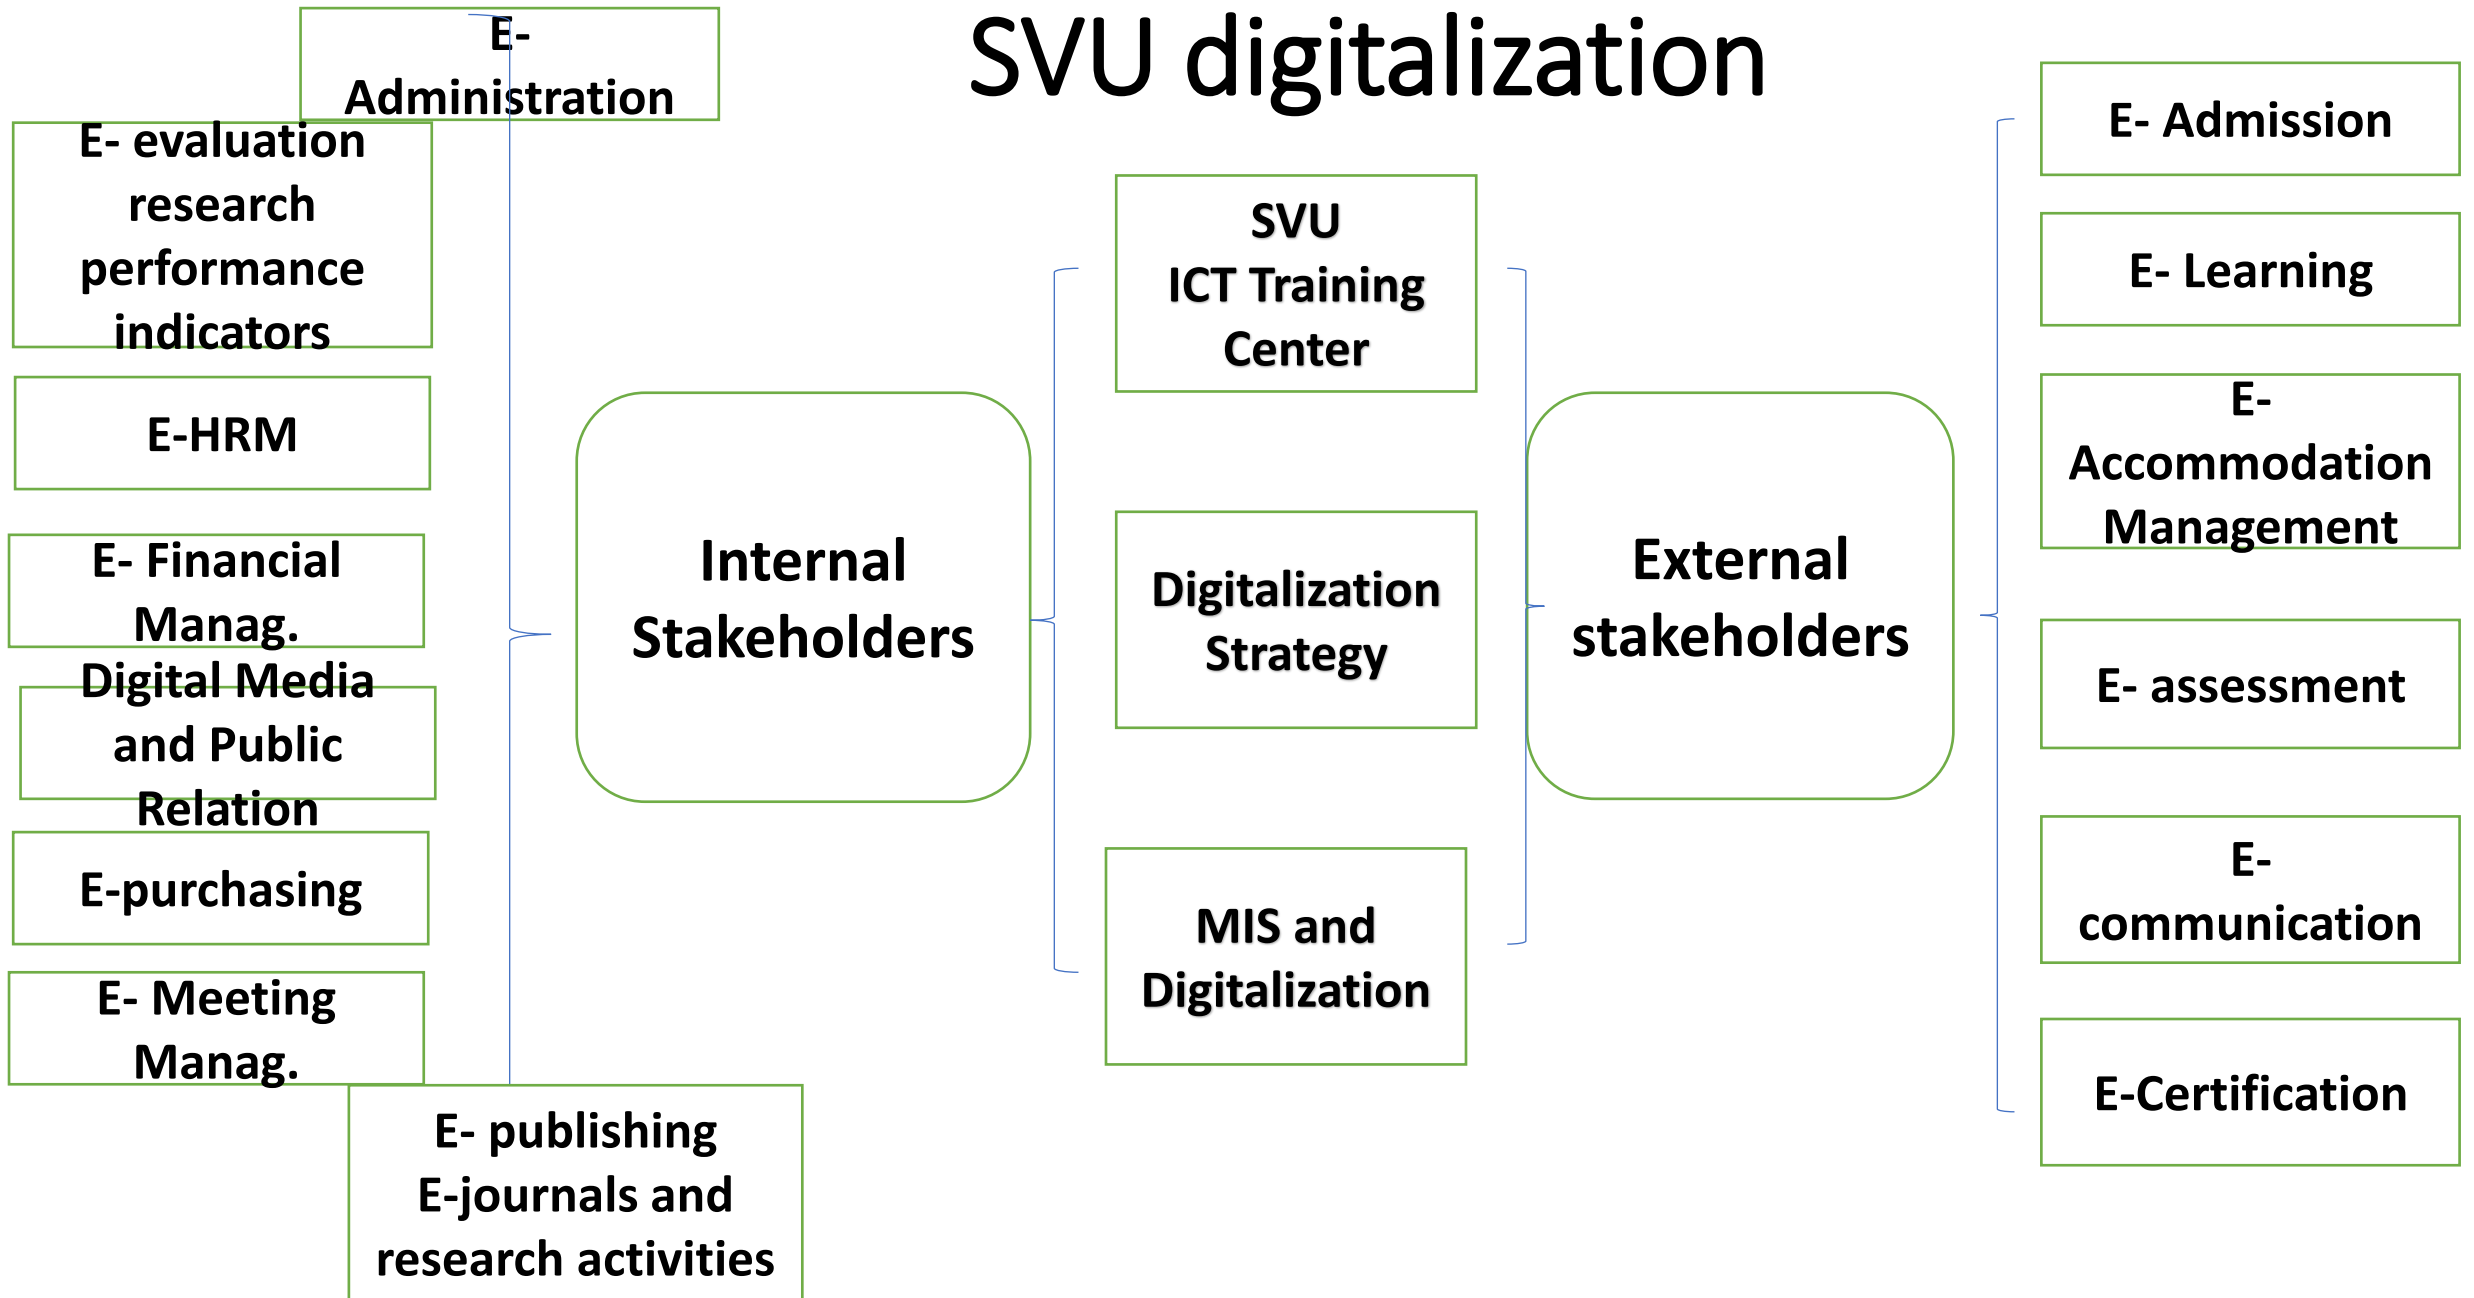 SVU digitalization
E-
Administration
E- evaluation
research
performance
indicators
E-HRM
E- Financial
Manag.
Digital Media
and Public
Relation
E-purchasing
E- Meeting
Manag.
E- publishing
E-journals and
research activities
Internal
Stakeholders
SVU
ICT Training
Center
Digitalization
Strategy
MIS and
Digitalization
External
stakeholders
E- Admission
E- Learning
E-
Accommodation
Management
E- assessment
E-
communication
E-Certification